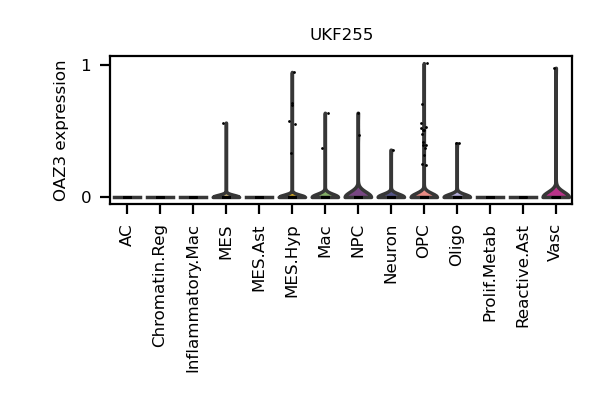 UKF255
OAZ3 expression
1
0
AC
Chromatin.Reg
Inflammatory.Mac
MES
MES.Ast
MES.Hyp
Mac
NPC
Neuron
OPC
Oligo
Prolif.Metab
Reactive.Ast
Vasc